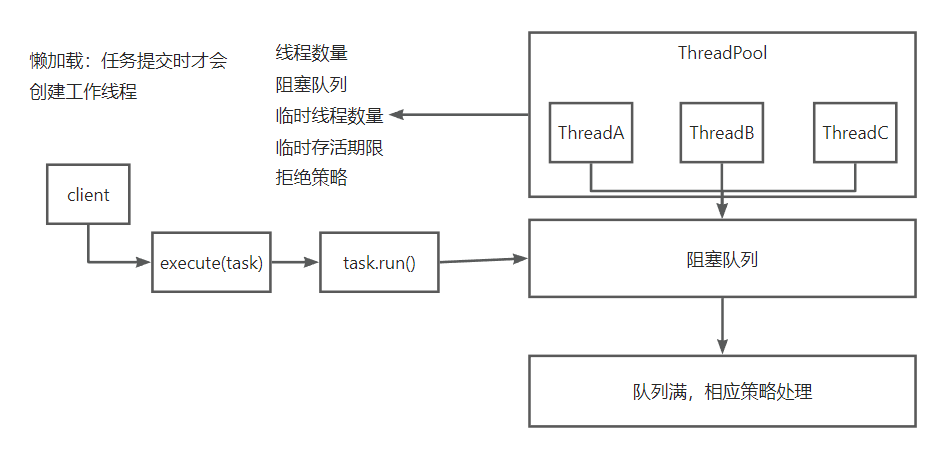 懒加载：任务提交时才会
创建工作线程
线程数量
阻塞队列
临时线程数量
临时存活期限
拒绝策略
ThreadPool
ThreadA
ThreadB
ThreadC
client
execute(task)
task.run()
阻塞队列
队列满，相应策略处理